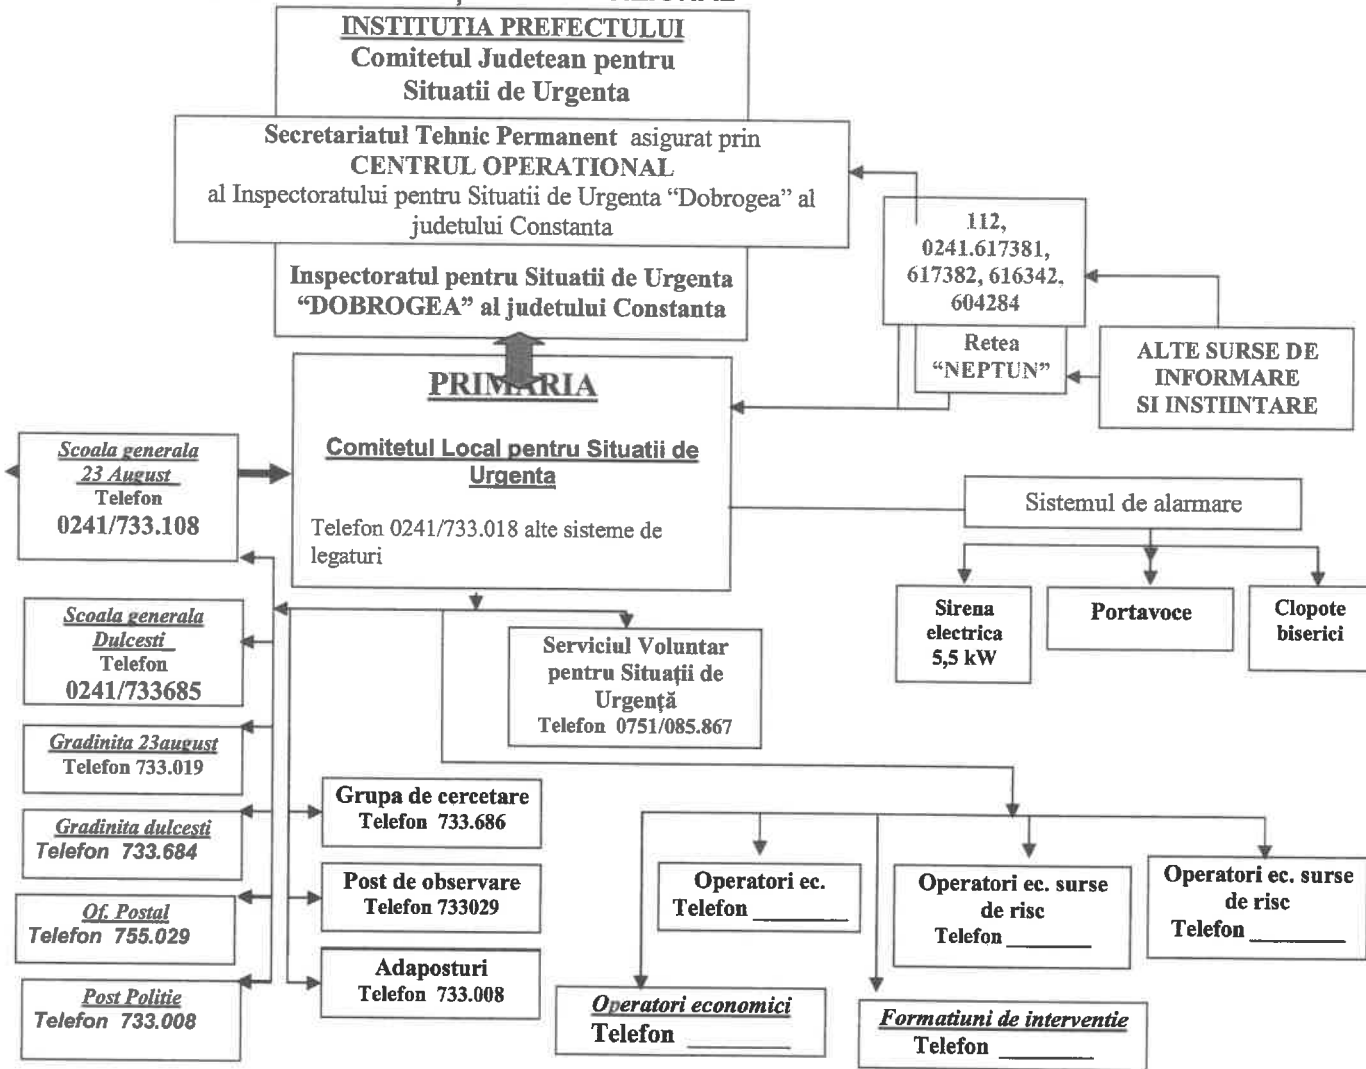 INSTITUTIA PREFECTULUI
Comitetul Judetean pentru
Situatii de Urgenta
Secretariatul Tehnic Permanent asigurat prin
CENTRUL OPERATIONAL
al Inspectoratului pentru Situatii de Urgenta “Dobrogea” al
judetului Constanta
Inspectoratul pentru Situatii de Urgenta
“DOBROGEA” al judetului Constanta
112,
0241.617381,
617382, 616342,
604284
Retea
“NEPTUN”
ALTE SURSE DE
INFORMARE
SI INSTIINTARE
PRIMARIA
Comitetul Local pentru Situatii de
Urgenta
Telefon 0241/733.018 alte sisteme de
legaturi
Scoala generala
23 August
Telefon
0241/733.108
Sistemul de alarmare
Sirena
electrica
5,5 kW
Portavoce
Clopote
biserici
Scoala generala
Dulcesti
Telefon
0241/733685
Serviciul Voluntar
pentru Situații de
Urgență
Telefon 0751/085.867
Gradinita 23august
Telefon 733.019
Gradinita dulcesti
Telefon 733.684
Of. Postal
Telefon 755.029
Post Politie
Telefon 733.008
Grupa de cercetare
Telefon 733.686
Post de observare
Telefon 733029
Adaposturi
Telefon 733.008
Operatori ec.
Telefon ________
Operatori ec. surse
de risc
Telefon ________
Operatori ec. surse
de risc
Telefon ________
Operatori economici
Telefon ________
Formatiuni de interventie
Telefon ________